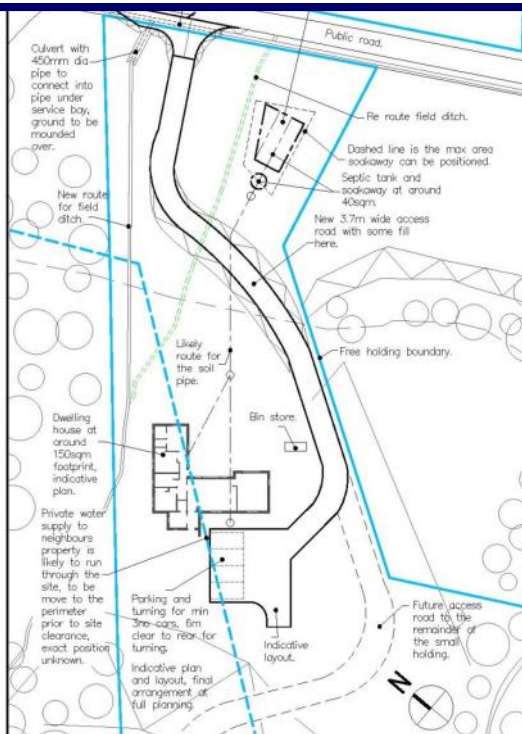 Public road.
Culvert with
450mm dia
pipe to
connect into
pipe under
service bay,
ground to be
mounded
over.
Re route field ditch.
Dashed line is the max area
soakaway can be positioned.
Septic tank and
soakaway at around
40sqm.
New route
for field
ditch.
New 3.7m wide access
road with some fill
here.
Likely
route for
the soil
pipe.
Free holding boundary.
Dwelling
house at
around
150sqm
footprint,
indicative
plan.
Bin store.
Private water
supply to
neighbours
property is
likely to run
through the
site, to be
move to the
perimeter
prior to site
clearance,
exact position
unknown.
Parking and
turning for min
3no cars, 6m
clear to rear for
turning.
Indicative plan
and layout, final
arrangement at
full planning.
Indicative
layout.
Future access
road to the
remainder of
the small
holding.
N